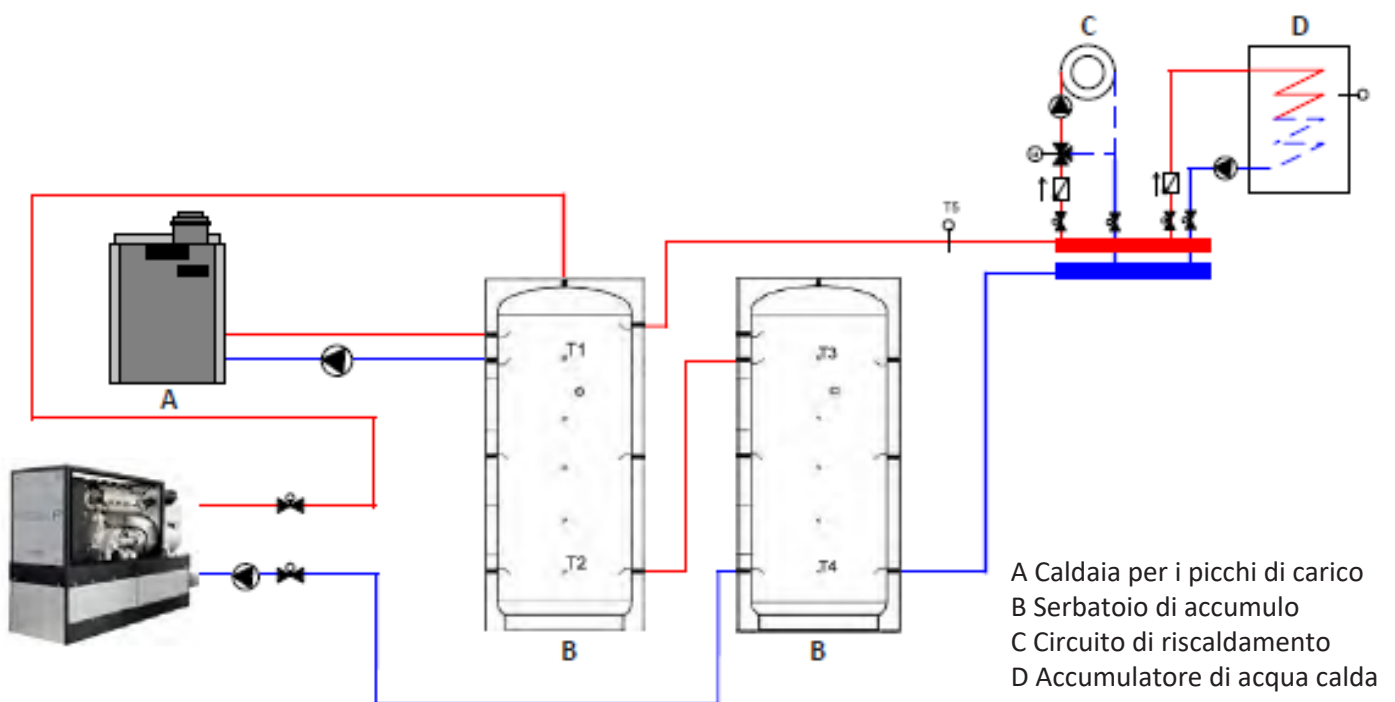 C
D
T5
A
T1
T3
T2
T4
B
B
A Caldaia per i picchi di carico
B Serbatoio di accumulo
C Circuito di riscaldamento
D Accumulatore di acqua calda